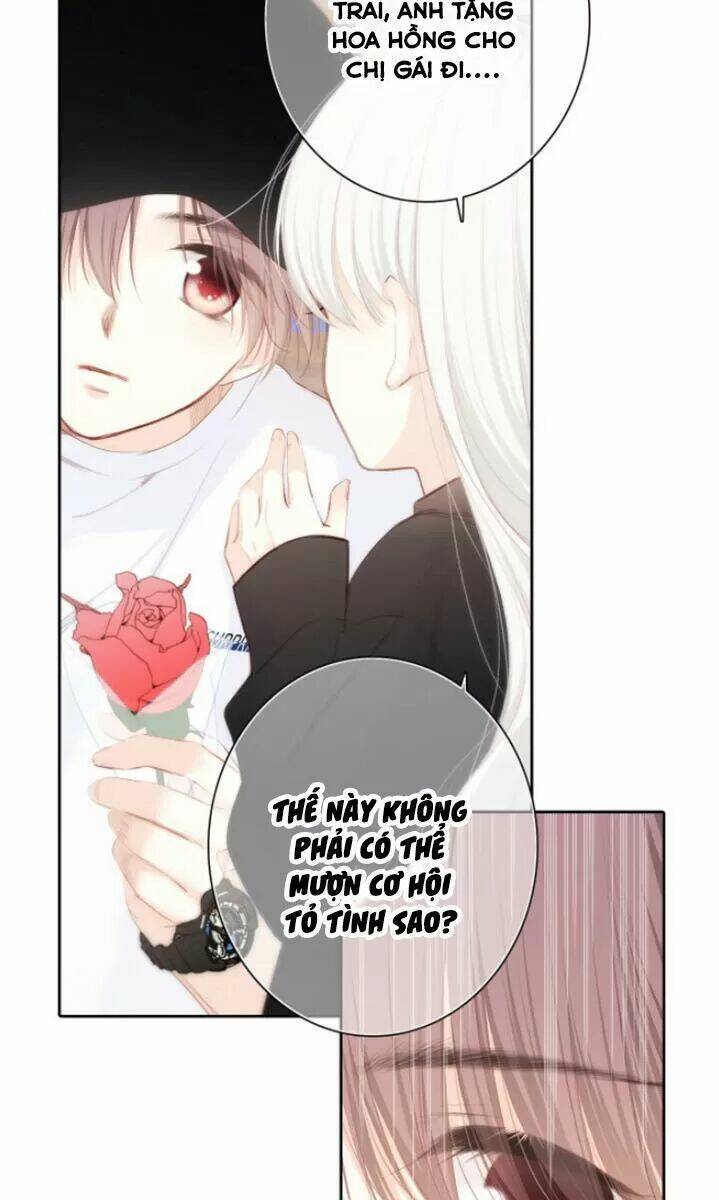 TRAI, ANH TẶNG
HOA HỒNG CHO
CHỊ GÁI ĐI....
THẾ NÀY KHÔNG
PHẢI CÓ THỂ
MƯỢN CƠ HỘI
TỎ TÌNH SAO?